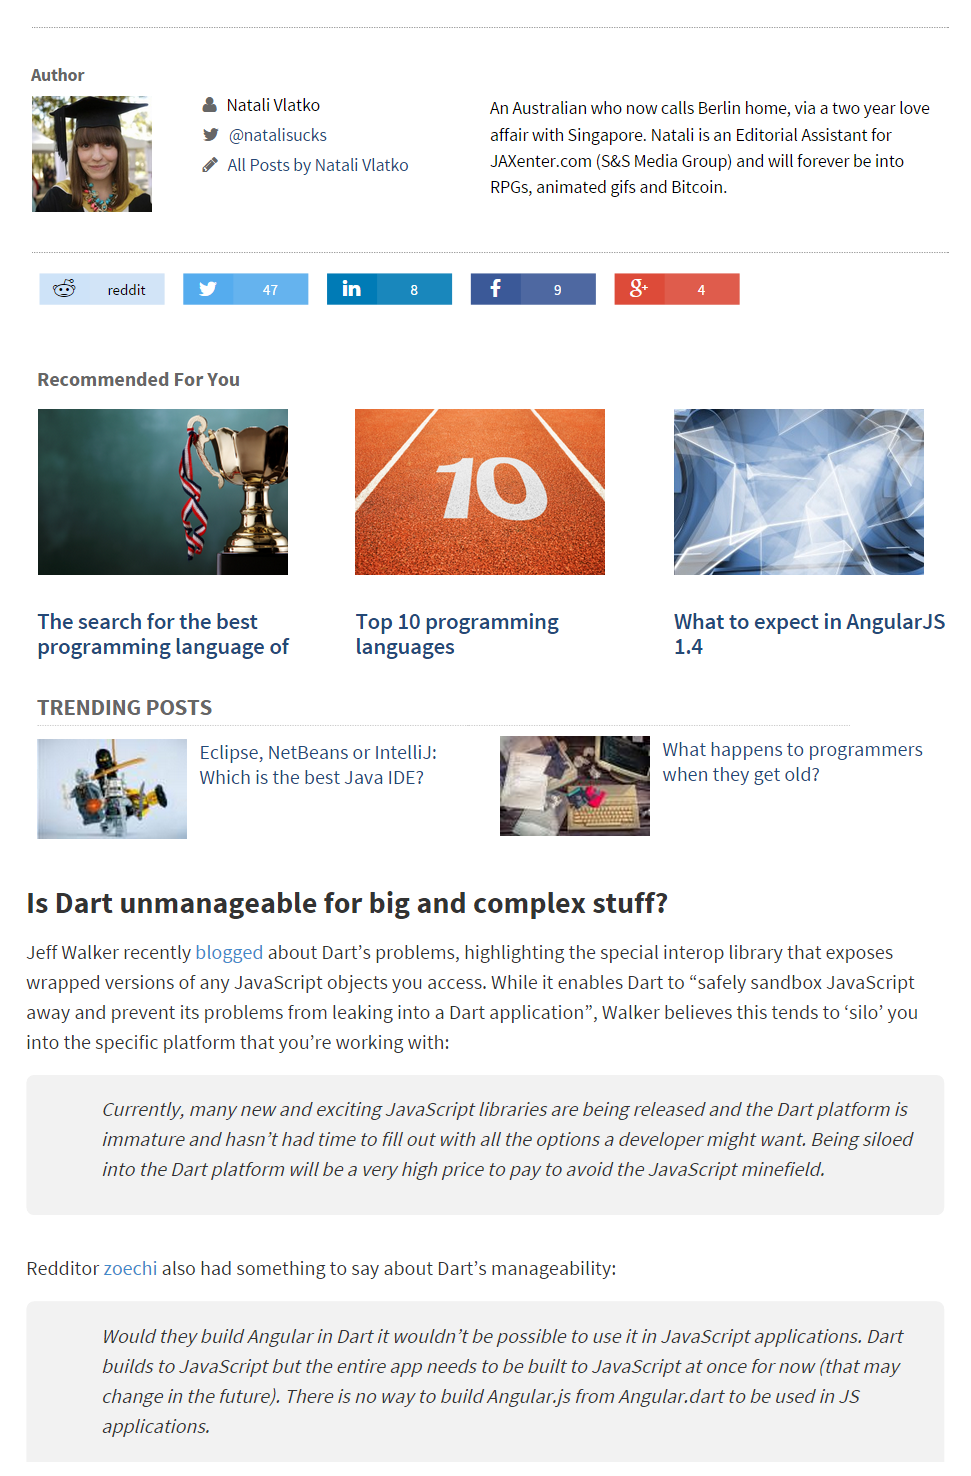 Author
Natali Vlatko
@natalisucks
All Posts by Natali Vlatko
An Australian who now calls Berlin home, via a two year love
affair with Singapore. Natali is an Editorial Assistant for
JAXenter.com (S&S Media Group) and will forever be into
RPGs, animated gifs and Bitcoin.
reddit
47
in 8
f 9
g+ 4
Recommended For You
10
The search for the best
programming language of
Top 10 programming
languages
What to expect in AngularJS
1.4
TRENDING POSTS
Eclipse, NetBeans or IntelliJ:
Which is the best Java IDE?
What happens to programmers
when they get old?
Is Dart unmanageable for big and complex stuff?
Jeff Walker recently blogged about Dart’s problems, highlighting the special interop library that exposes
wrapped versions of any JavaScript objects you access. While it enables Dart to “safely sandbox JavaScript
away and prevent its problems from leaking into a Dart application”, Walker believes this tends to ‘silo’ you
into the specific platform that you’re working with:
Currently, many new and exciting JavaScript libraries are being released and the Dart platform is
immature and hasn’t had time to fill out with all the options a developer might want. Being siloed
into the Dart platform will be a very high price to pay to avoid the JavaScript minefield.
Redditor zoechi also had something to say about Dart’s manageability:
Would they build Angular in Dart it wouldn’t be possible to use it in JavaScript applications. Dart
builds to JavaScript but the entire app needs to be built to JavaScript at once for now (that may
change in the future). There is no way to build Angular.js from Angular.dart to be used in JS
applications.